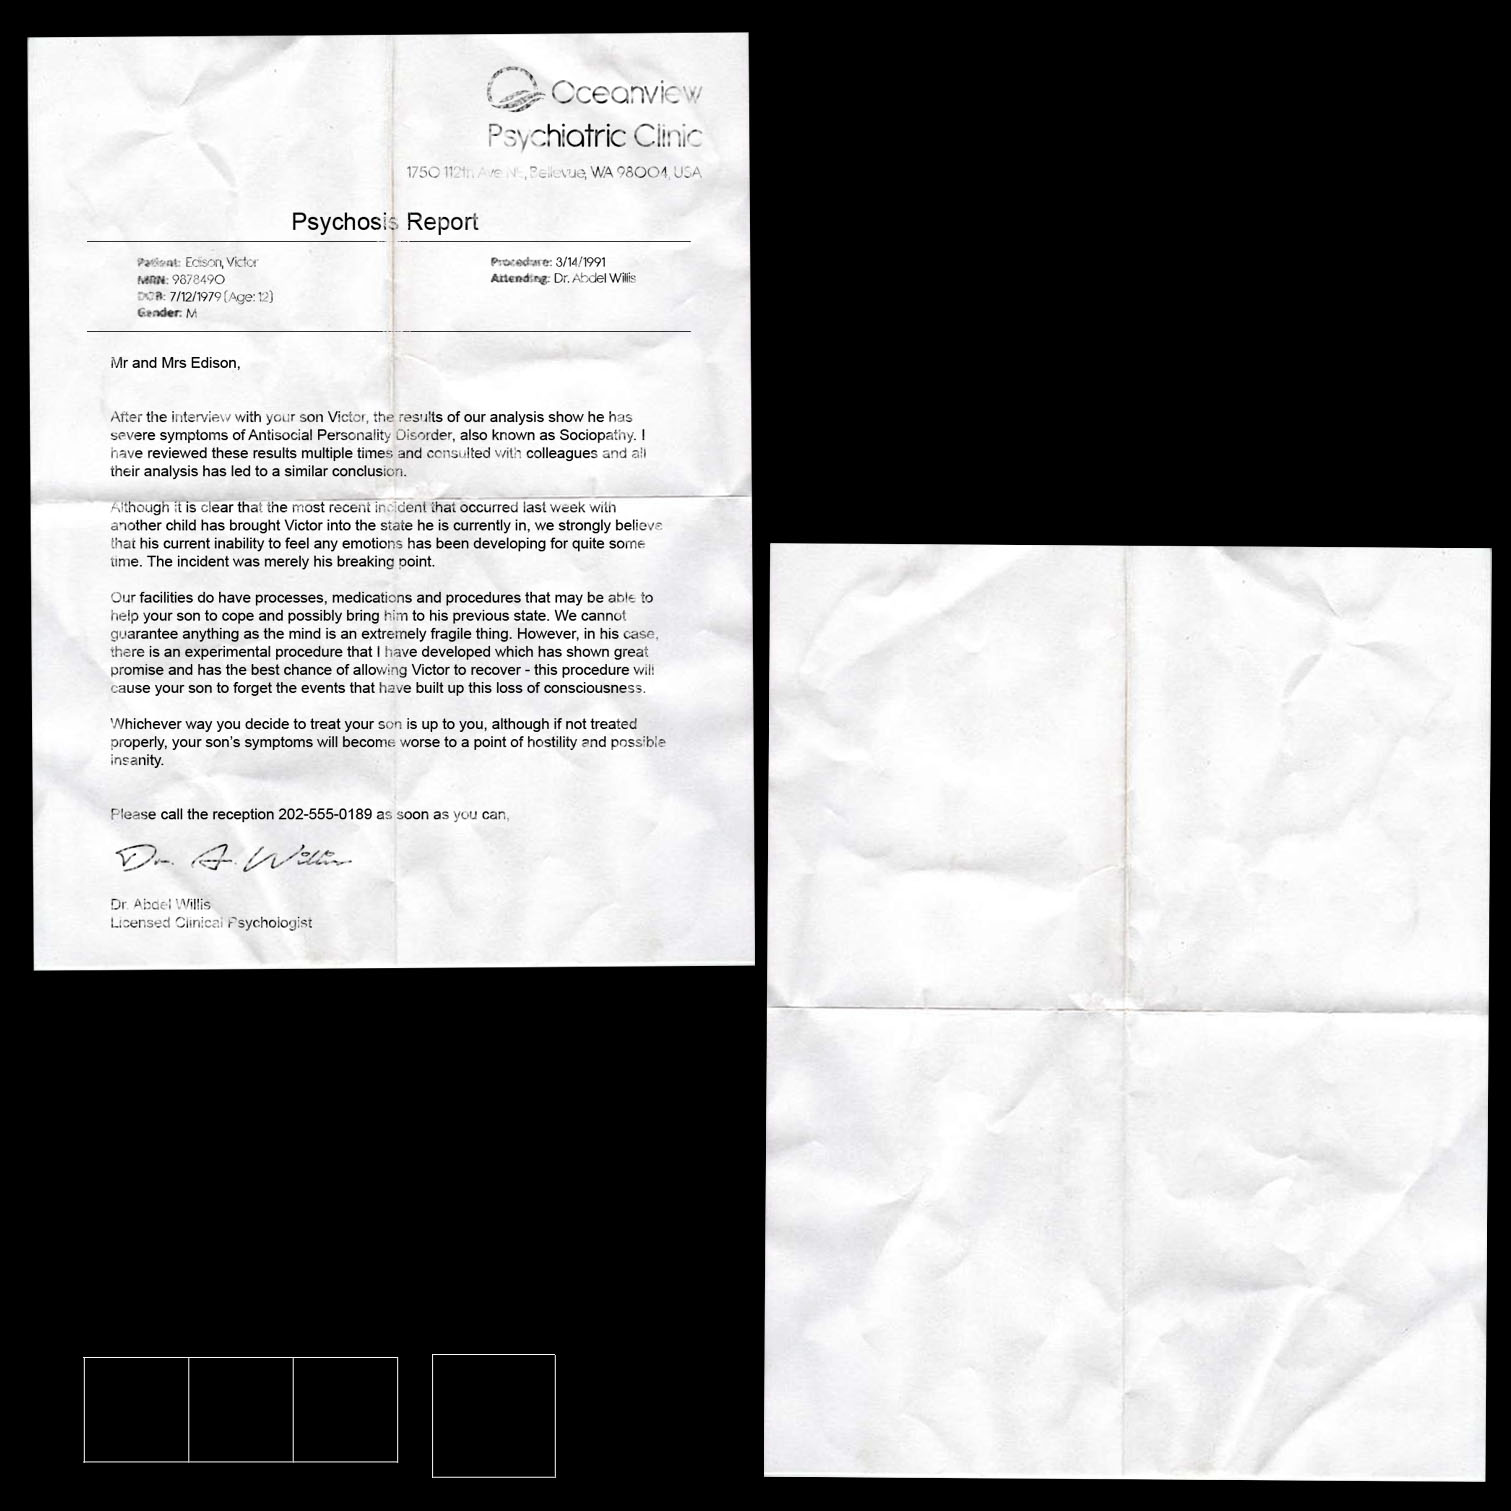 Oceanview
Psychiatric Clinic
1750 112th Ave NE, Bellevue, WA 98004, USA
Psychosis Report
Patient: Edison, Victor
MRN: 9878490
DOB: 7/12/1979 (Age: 12)
Gender: M
Procedure: 3/14/1991
Attending: Dr. Abdel Willis
Mr and Mrs Edison,
After the interview with your son Victor, the results of our analysis show he has
severe symptoms of Antisocial Personality Disorder, also known as Sociopathy. I
have reviewed these results multiple times and consulted with colleagues and all
their analysis has led to a similar conclusion.
Although it is clear that the most recent incident that occurred last week with
another child has brought Victor into the state he is currently in, we strongly believe
that his current inability to feel any emotions has been developing for quite some
time. The incident was merely his breaking point.
Our facilities do have processes, medications and procedures that may be able to
help your son to cope and possibly bring him to his previous state. We cannot
guarantee anything as the mind is an extremely fragile thing. However, in his case,
there is an experimental procedure that I have developed which has shown great
promise and has the best chance of allowing Victor to recover - this procedure will
cause your son to forget the events that have built up this loss of consciousness.
Whichever way you decide to treat your son is up to you, although if not treated
properly, your son's symptoms will become worse to a point of hostility and possible
insanity.
Please call the reception 202-555-0189 as soon as you can,
Dr. A. Willis
Dr. Abdel Willis
Licensed Clinical Psychologist